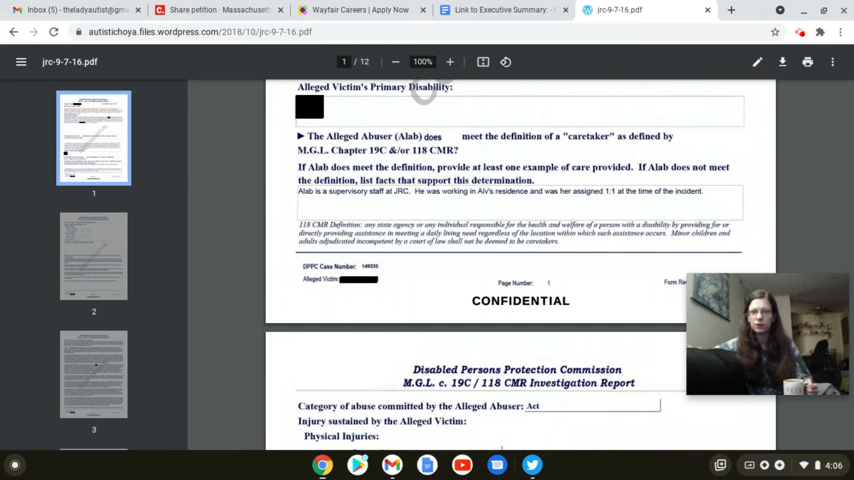 Inbox (5) - theladyautist@gma
Share petition · Massachuset
Wayfair Careers | Apply Now
Link to Executive Summary: -
jrc-9-7-16.pdf
autistichoya.files.wordpress.com/2018/10/jrc-9-7-16.pdf
jrc-9-7-16.pdf
1 / 12
100%
1
2
3
Alleged Victim's Primary Disability:
The Alleged Abuser (Alab) does meet the definition of a "caretaker" as defined by
M.G.L. Chapter 19C &/or 118 CMR?
If Alab does meet the definition, provide at least one example of care provided. If Alab does not meet
the definition, list facts that support this determination.
Alab is a supervisory staff at JRC. He was working in Alv's residence and was her assigned 1:1 at the time of the incident.
118 CMR Definition: any state agency or any individual responsible for the health and welfare of a person with a disability by providing for or
directly providing assistance in meeting a daily living need regardless of the location within which such assistance occurs. Minor children and
adults adjudicated incompetent by a court of law shall not be deemed to be caretakers.
DPPC Case Number: 149336
Alleged Victim:
Page Number: 1
Form Re
CONFIDENTIAL
Disabled Persons Protection Commission
M.G.L. c. 19C / 118 CMR Investigation Report
Category of abuse committed by the Alleged Abuser: Act
Injury sustained by the Alleged Victim:
Physical Injuries:
4:06